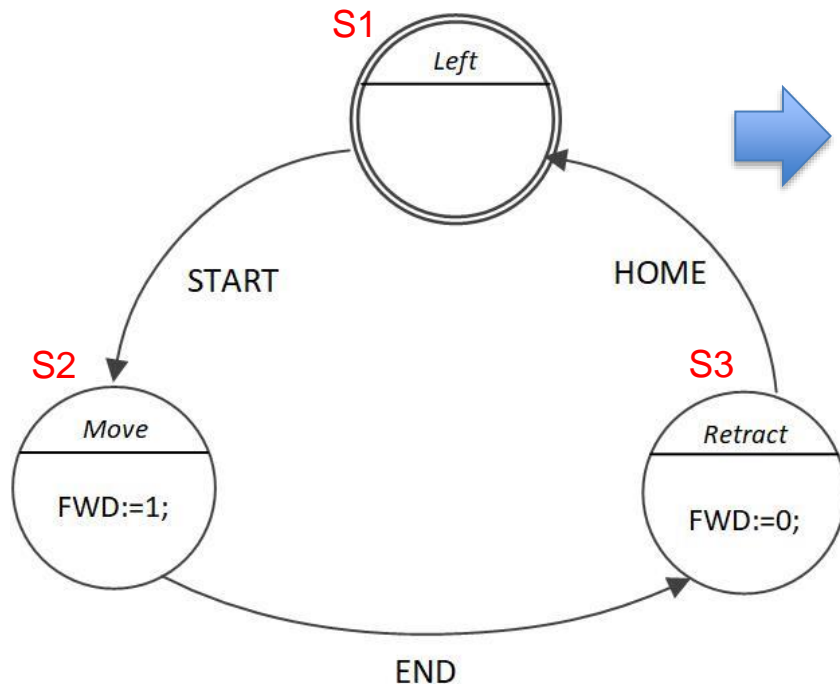 S1
Left
START
HOME
S2
Move
FWD:=1;
S3
Retract
FWD:=0;
END